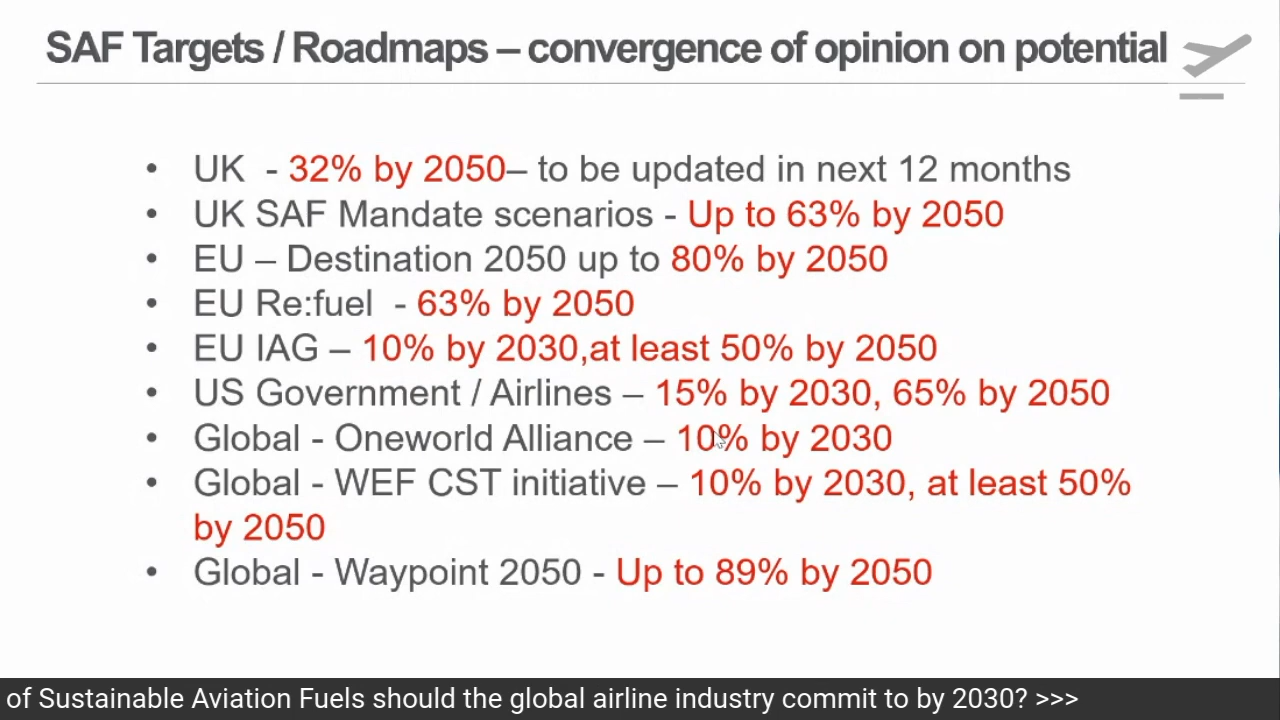 SAF Targets / Roadmaps – convergence of opinion on potential
• UK - 32% by 2050– to be updated in next 12 months
• UK SAF Mandate scenarios - Up to 63% by 2050
• EU – Destination 2050 up to 80% by 2050
• EU Re:fuel - 63% by 2050
• EU IAG – 10% by 2030,at least 50% by 2050
• US Government / Airlines – 15% by 2030, 65% by 2050
• Global - Oneworld Alliance – 10% by 2030
• Global - WEF CST initiative – 10% by 2030, at least 50%
by 2050
• Global - Waypoint 2050 - Up to 89% by 2050
of Sustainable Aviation Fuels should the global airline industry commit to by 2030? >>>